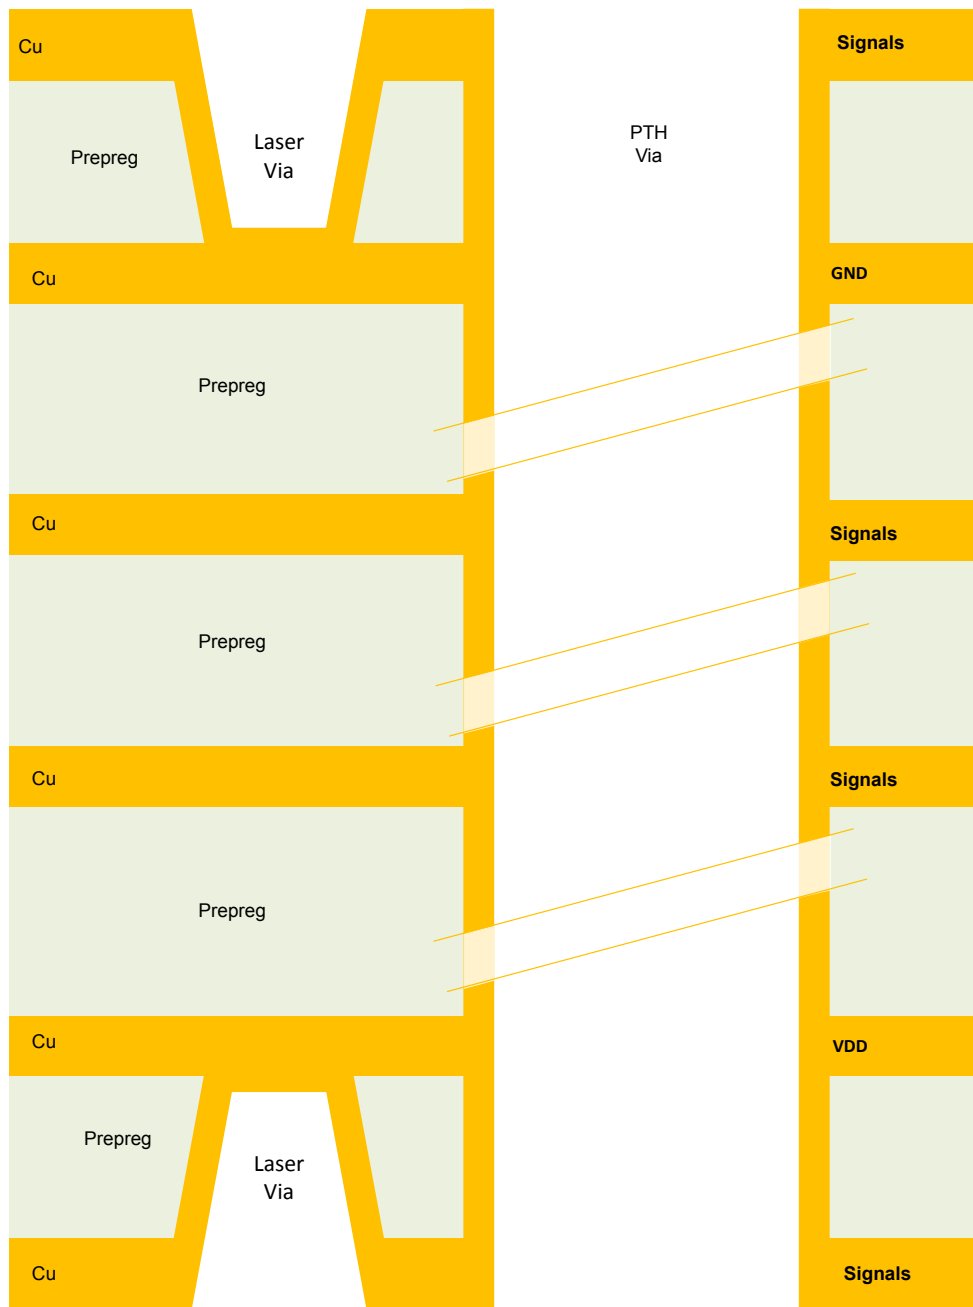 Cu
Signals
Laser
Via
PTH
Via
Prepreg
Cu
GND
Prepreg
Cu
Signals
Prepreg
Cu
Signals
Prepreg
Cu
VDD
Prepreg
Laser
Via
Cu
Signals